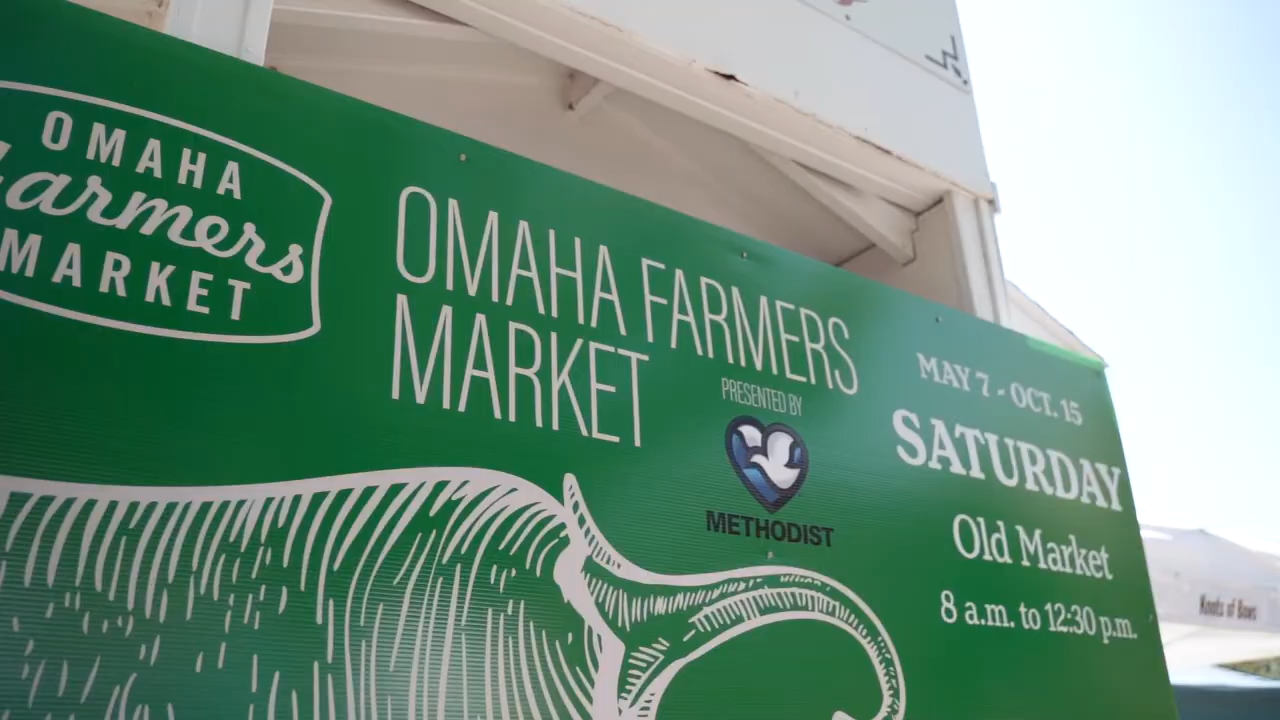 OMAHA
Farmers
MARKET
OMAHA FARMERS
MARKET
PRESENTED BY
METHODIST
MAY 7 - OCT. 15
SATURDAY
Old Market
8 a.m. to 12:30 p.m.
Knots of Bows